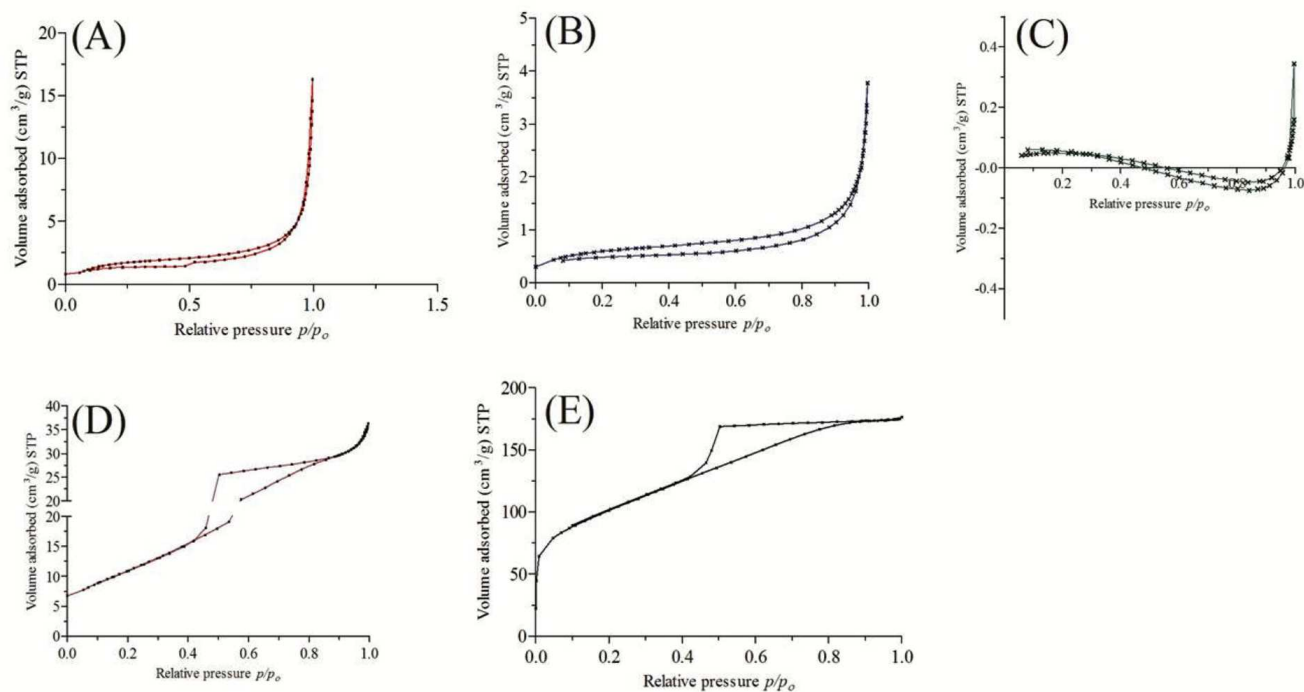 (A)
Volume adsorbed (cm³/g) STP
20
15
10
5
0
0.0 0.5 1.0 1.5
Relative pressure p/pₒ
(B)
Volume adsorbed (cm³/g) STP
5
4
3
2
1
0
0.0 0.2 0.4 0.6 0.8 1.0
Relative pressure p/pₒ
(C)
Volume adsorbed (cm³/g) STP
0.4
0.2
-0.0
-0.2
-0.4
0.2 0.4 0.6 0.8 1.0
Relative pressure p/pₒ
(D)
Volume adsorbed (cm³/g) STP
40
35
30
25
20
20
15
10
5
0
0.0 0.2 0.4 0.6 0.8 1.0
Relative pressure p/pₒ
(E)
Volume adsorbed (cm³/g) STP
200
150
100
50
0
0.0 0.2 0.4 0.6 0.8 1.0
Relative pressure p/pₒ